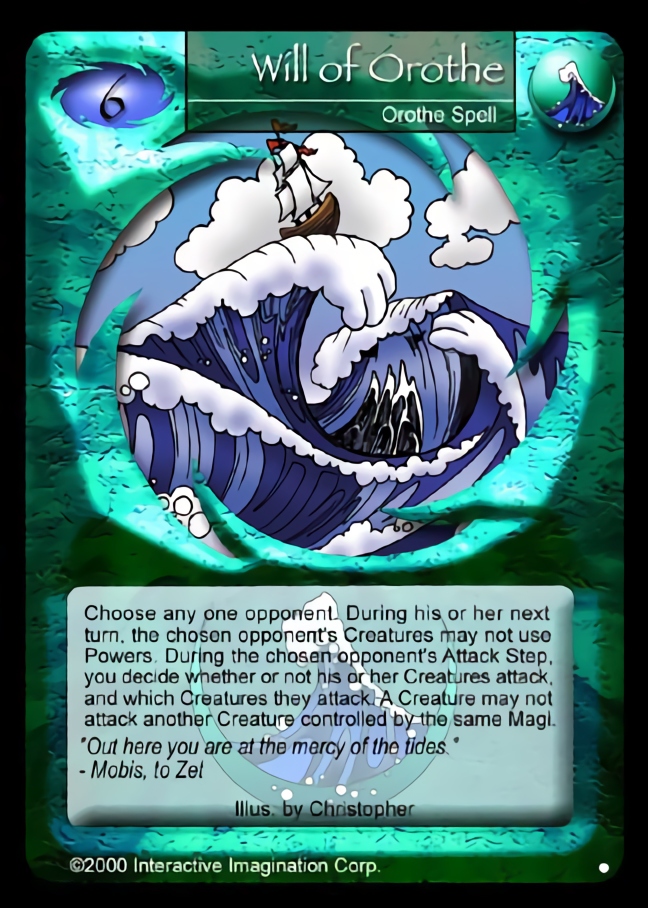 6
Will of Orothe
Orothe Spell
Choose any one opponent. During his or her next
turn, the chosen opponent's Creatures may not use
Powers. During the chosen opponent's Attack Step,
you decide whether or not his or her Creatures attack,
and which Creatures they attack. A Creature may not
attack another Creature controlled by the same Magi.
"Out here you are at the mercy of the tides."
- Mobis, to Zet
Illus. by Christopher
©2000 Interactive Imagination Corp.